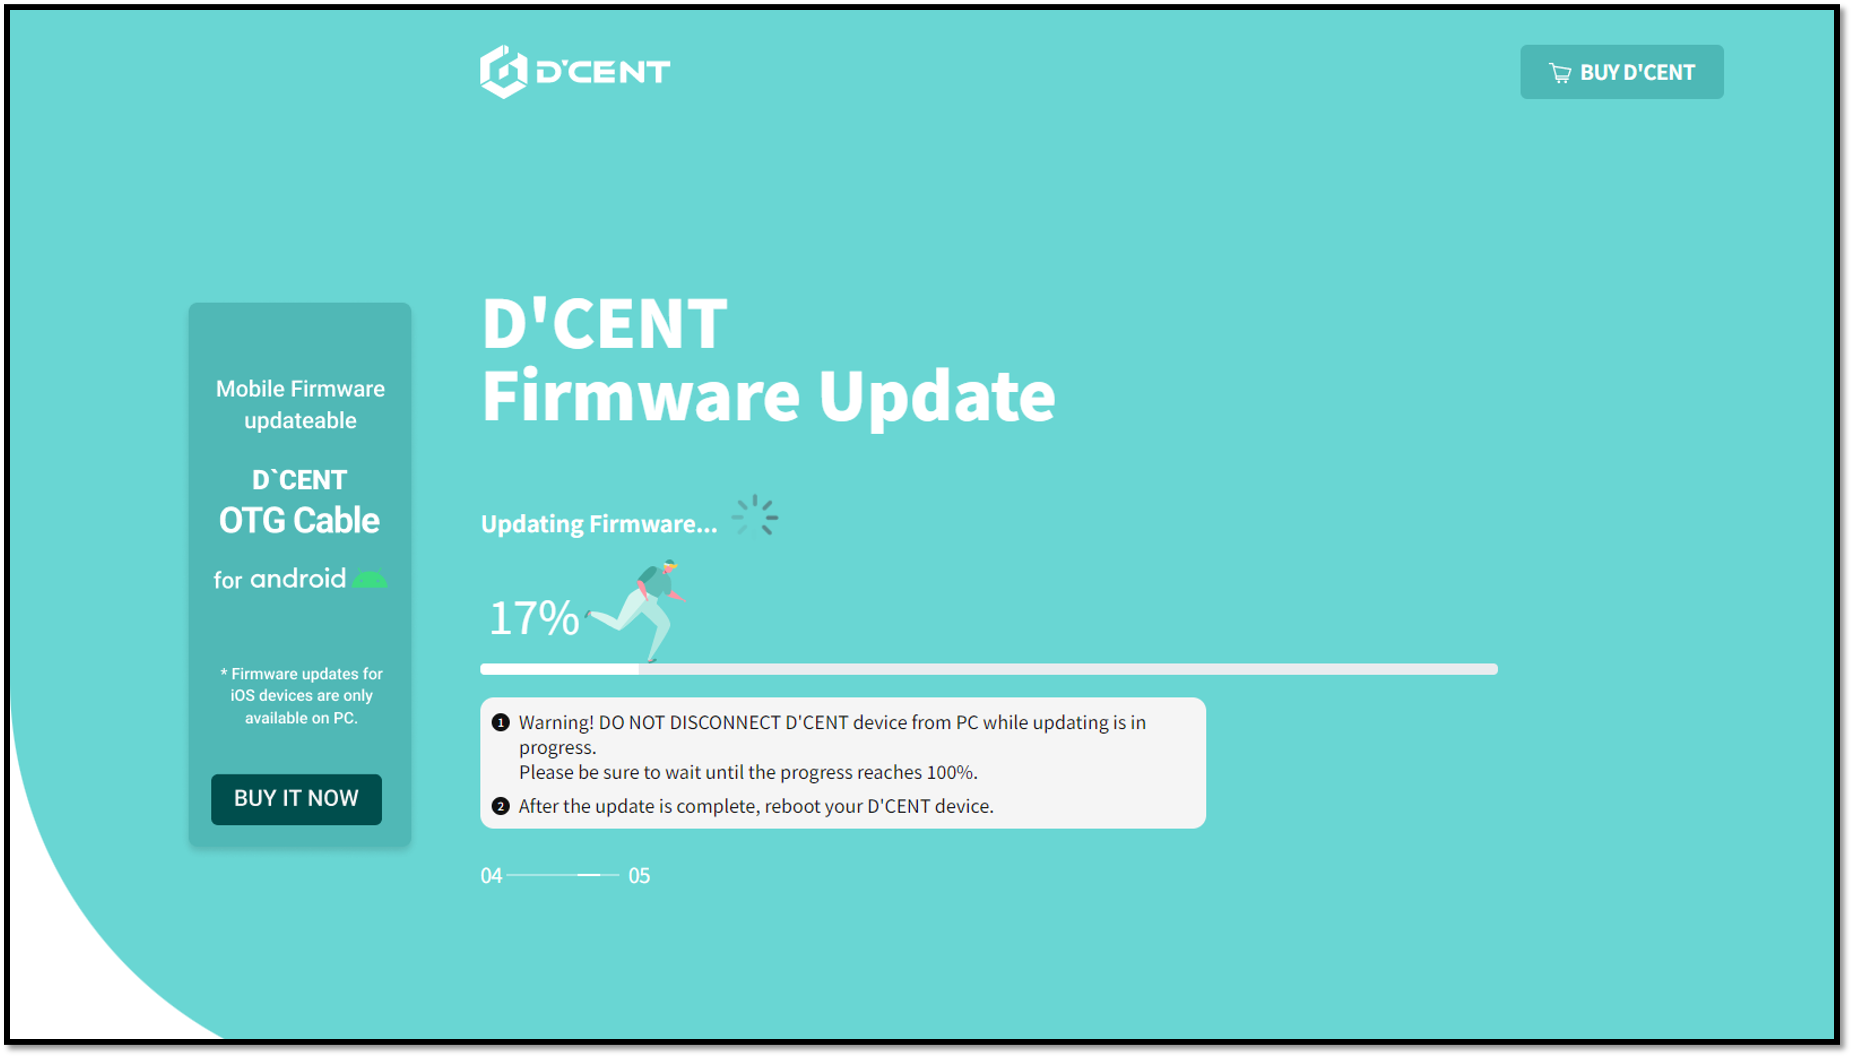 D'CENT
BUY D'CENT
Mobile Firmware
updateable
D`CENT
OTG Cable
for android
* Firmware updates for
iOS devices are only
available on PC.
BUY IT NOW
D'CENT
Firmware Update
Updating Firmware...
17%
1 Warning! DO NOT DISCONNECT D'CENT device from PC while updating is in
progress.
Please be sure to wait until the progress reaches 100%.
2 After the update is complete, reboot your D'CENT device.
04 05